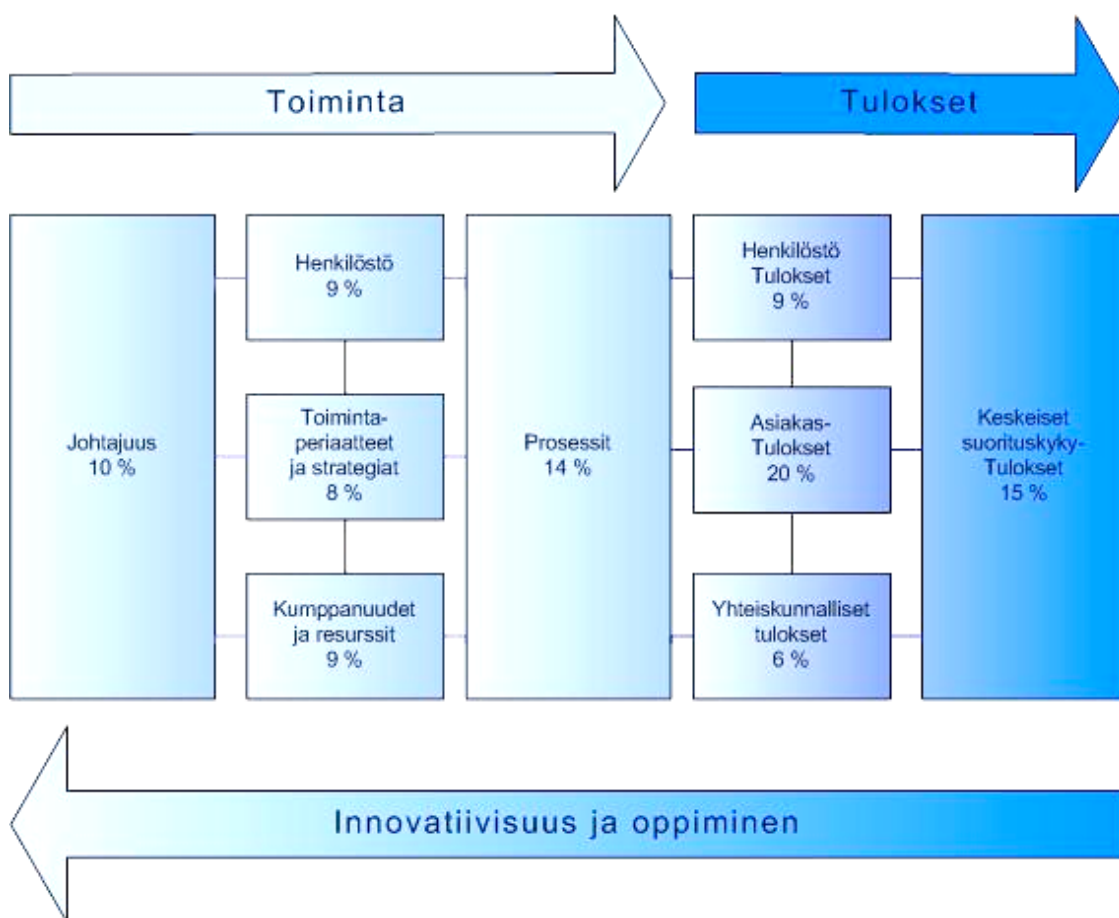 Toiminta
Tulokset
Johtajuus
10 %
Henkilöstö
9 %
Toiminta-
periaatteet
ja strategiat
8 %
Kumppanuudet
ja resurssit
9 %
Prosessit
14 %
Henkilöstö
Tulokset
9 %
Asiakas-
Tulokset
20 %
Yhteiskunnalliset
tulokset
6 %
Keskeiset
suorituskyky-
Tulokset
15 %
Innovatiivisuus ja oppiminen